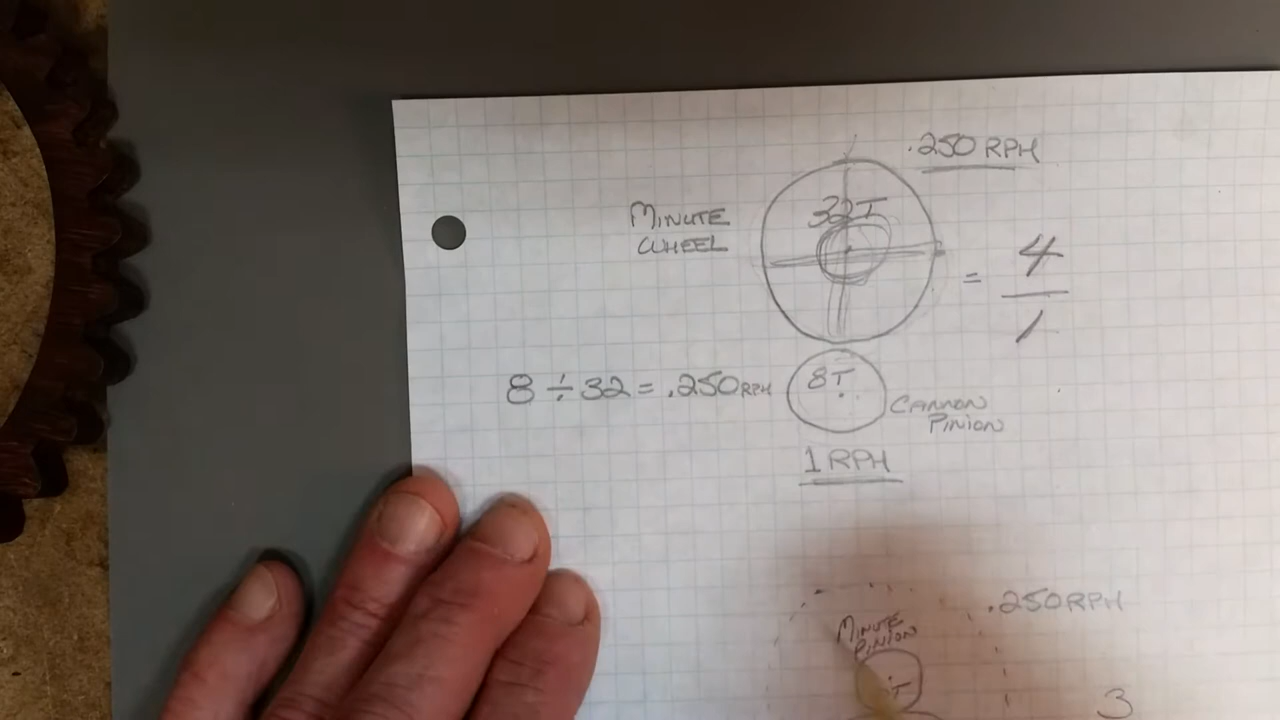 .250 RPH
32T
MINUTE
WHEEL
= 4/1
8 ÷ 32 = .250 RPH
8T
CANNON
PINION
1 RPH
.250 RPH
MINUTE
PINION
3